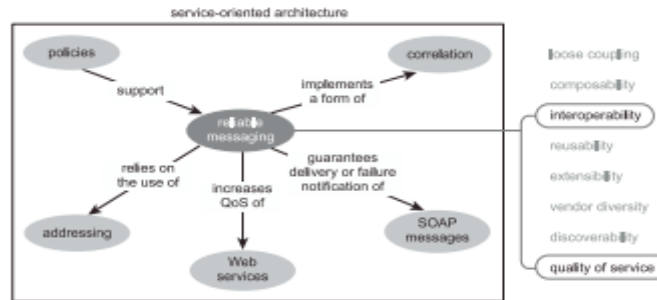 service-oriented architecture
policies
correlation
support
implements
a form of
reliable
messaging
relies on
the use of
increases
QoS of
guarantees
delivery or failure
notification of
addressing
Web
services
SOAP
messages
loose coupling
composability
interoperability
reusability
extensibility
vendor diversity
discoverability
quality of service